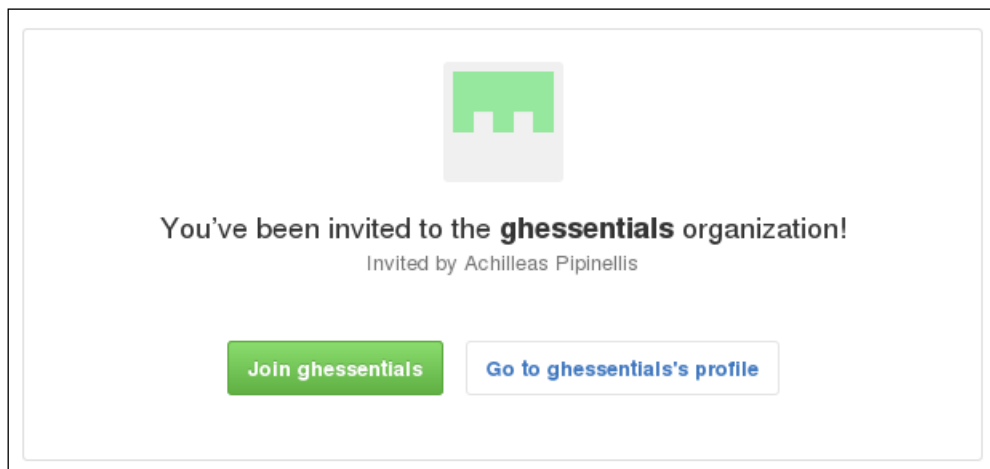 You’ve been invited to the ghessentials organization!
Invited by Achilleas Pipinellis
Join ghessentials
Go to ghessentials's profile